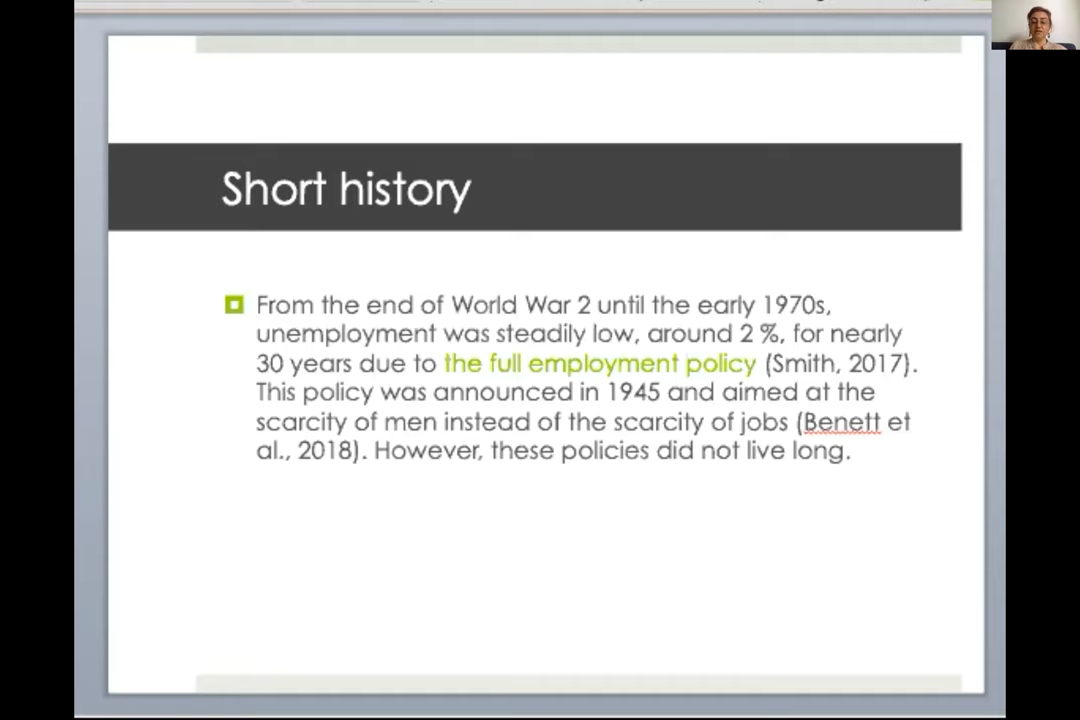 Short history
From the end of World War 2 until the early 1970s,
unemployment was steadily low, around 2 %, for nearly
30 years due to the full employment policy (Smith, 2017).
This policy was announced in 1945 and aimed at the
scarcity of men instead of the scarcity of jobs (Benett et
al., 2018). However, these policies did not live long.